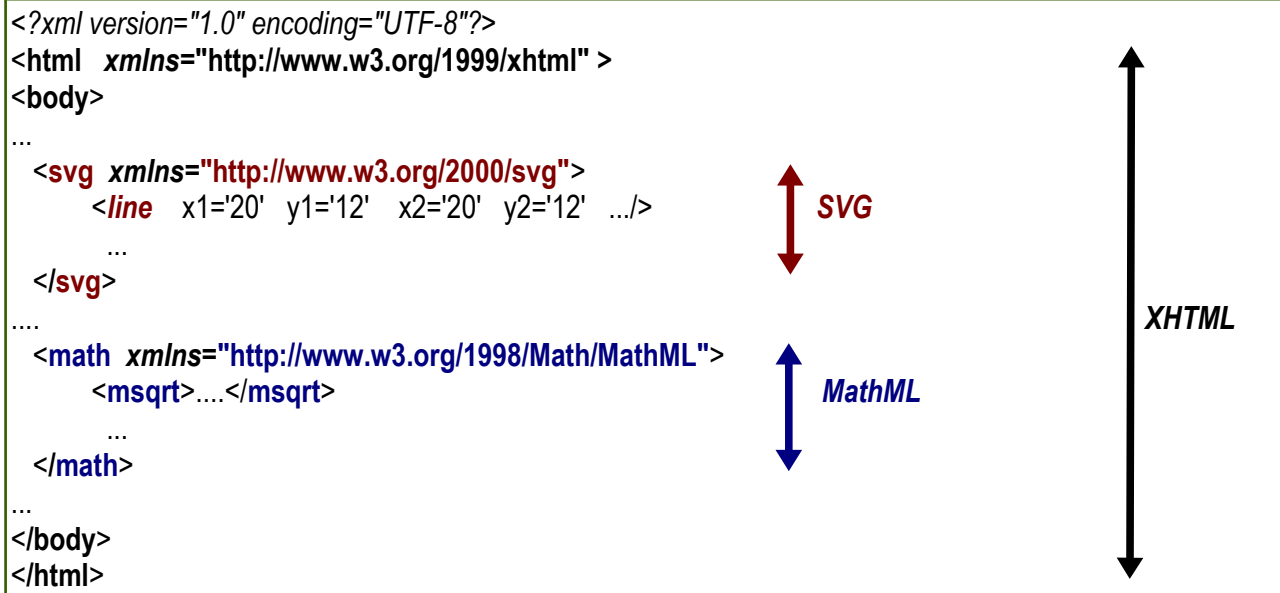 <?xml version="1.0" encoding="UTF-8"?>
<html xmlns="http://www.w3.org/1999/xhtml" >
<body>
...
<svg xmlns="http://www.w3.org/2000/svg">
<line x1='20' y1='12' x2='20' y2='12' .../>
SVG
...
</svg>
....
XHTML
<math xmlns="http://www.w3.org/1998/Math/MathML">
<msqrt>....</msqrt>
MathML
...
</math>
...
</body>
</html>